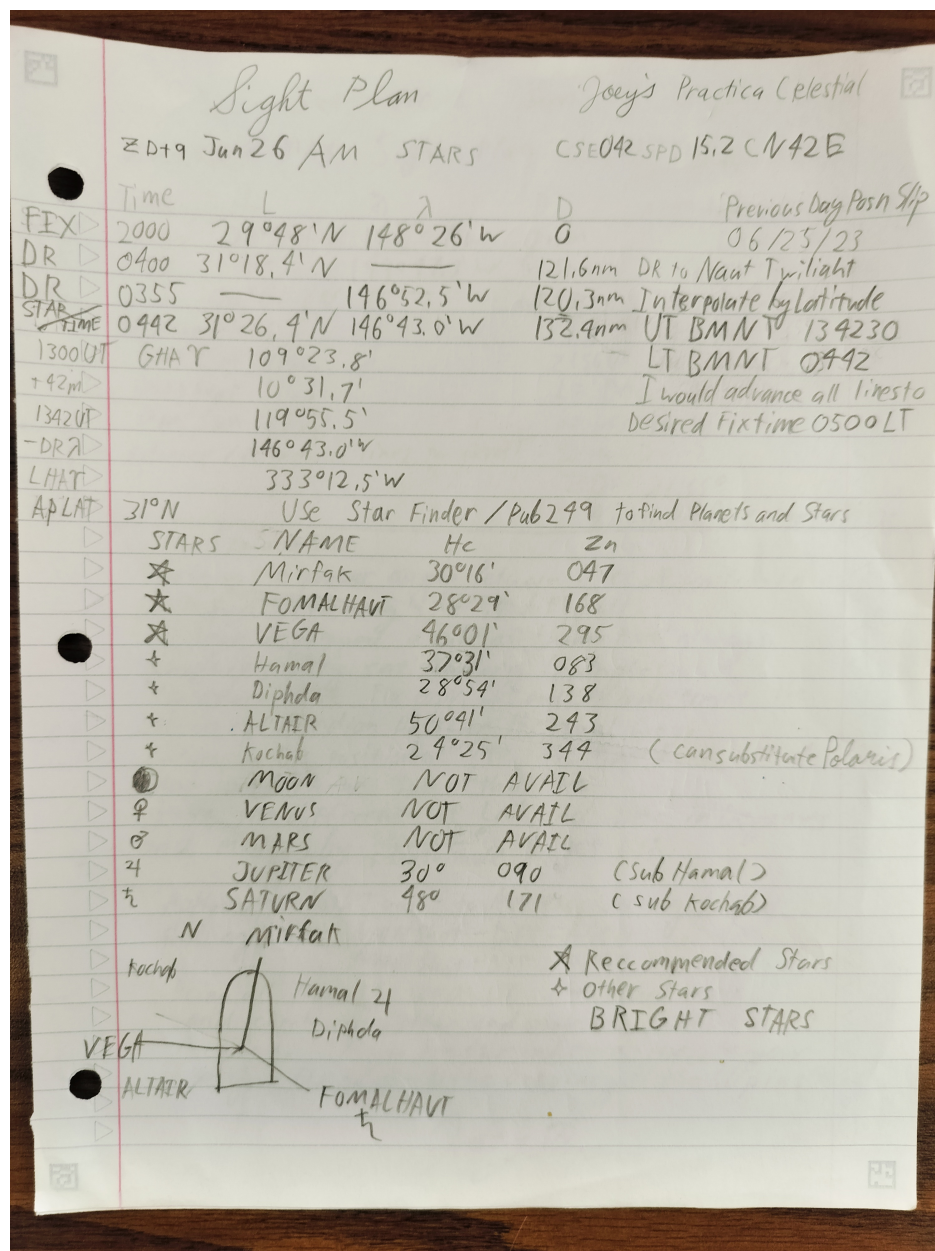 Sight Plan Joey's Practica Celestial
ZD+9 Jun 26 AM STARS CSE042 SPD 15.2 C N42E
Time L λ D Previous Day Posn Slip
FIX 2000 29°48'N 148°26'W 0 06/25/23
DR 0400 31°18,4'N —— 121,6nm DR to Naut Twilight
DR 0355 —— 146°52,5'W 120,3nm Interpolate by Latitude
STAR TIME 0442 31°26,4'N 146°43.0'W 132,4nm UT BMNT 134230
1300UT GHA♈ 109°23.8' LT BMNT 0442
+42m 10°31,7' I would advance all lines to
1342UT 119°55,5' Desired Fix time 0500 LT
-DRλ 146°43.0'W
LHA♈ 333°12,5'W
AP LAT 31°N Use Star Finder / Pub 249 to find Planets and Stars
STARS NAME Hc Zn
☆ Mirfak 30°16' 047
☆ FOMALHAUT 28°29' 168
☆ VEGA 46°01' 295
✧ Hamal 37°31' 083
✧ Diphda 28°54' 138
✧ ALTAIR 50°41' 243
✧ Kochab 24°25' 344 (can substitute Polaris)
● MOON NOT AVAIL
♀ VENUS NOT AVAIL
♂ MARS NOT AVAIL
♃ JUPITER 30° 090 (Sub Hamal)
♄ SATURN 48° 171 (sub Kochab)
N Mirfak
Kochab Hamal ♃ ☆ Reccommended Stars
Diphda ✧ Other Stars
BRIGHT STARS
VEGA
ALTAIR FOMALHAUT
♄